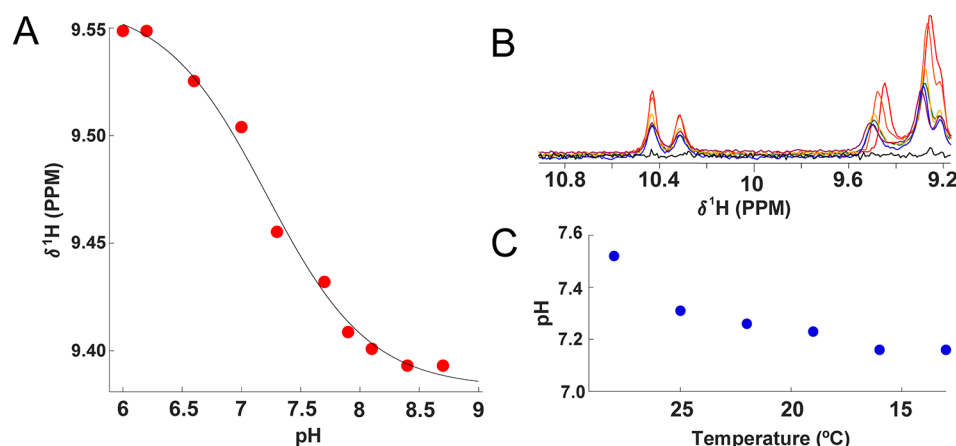 A
9.55
9.50
9.45
9.40
δ¹H (PPM)
6 6.5 7 7.5 8 8.5 9
pH
B
10.8 10.4 10 9.6 9.2
δ¹H (PPM)
C
7.6
7.4
7.2
7.0
pH
25 20 15
Temperature (ºC)